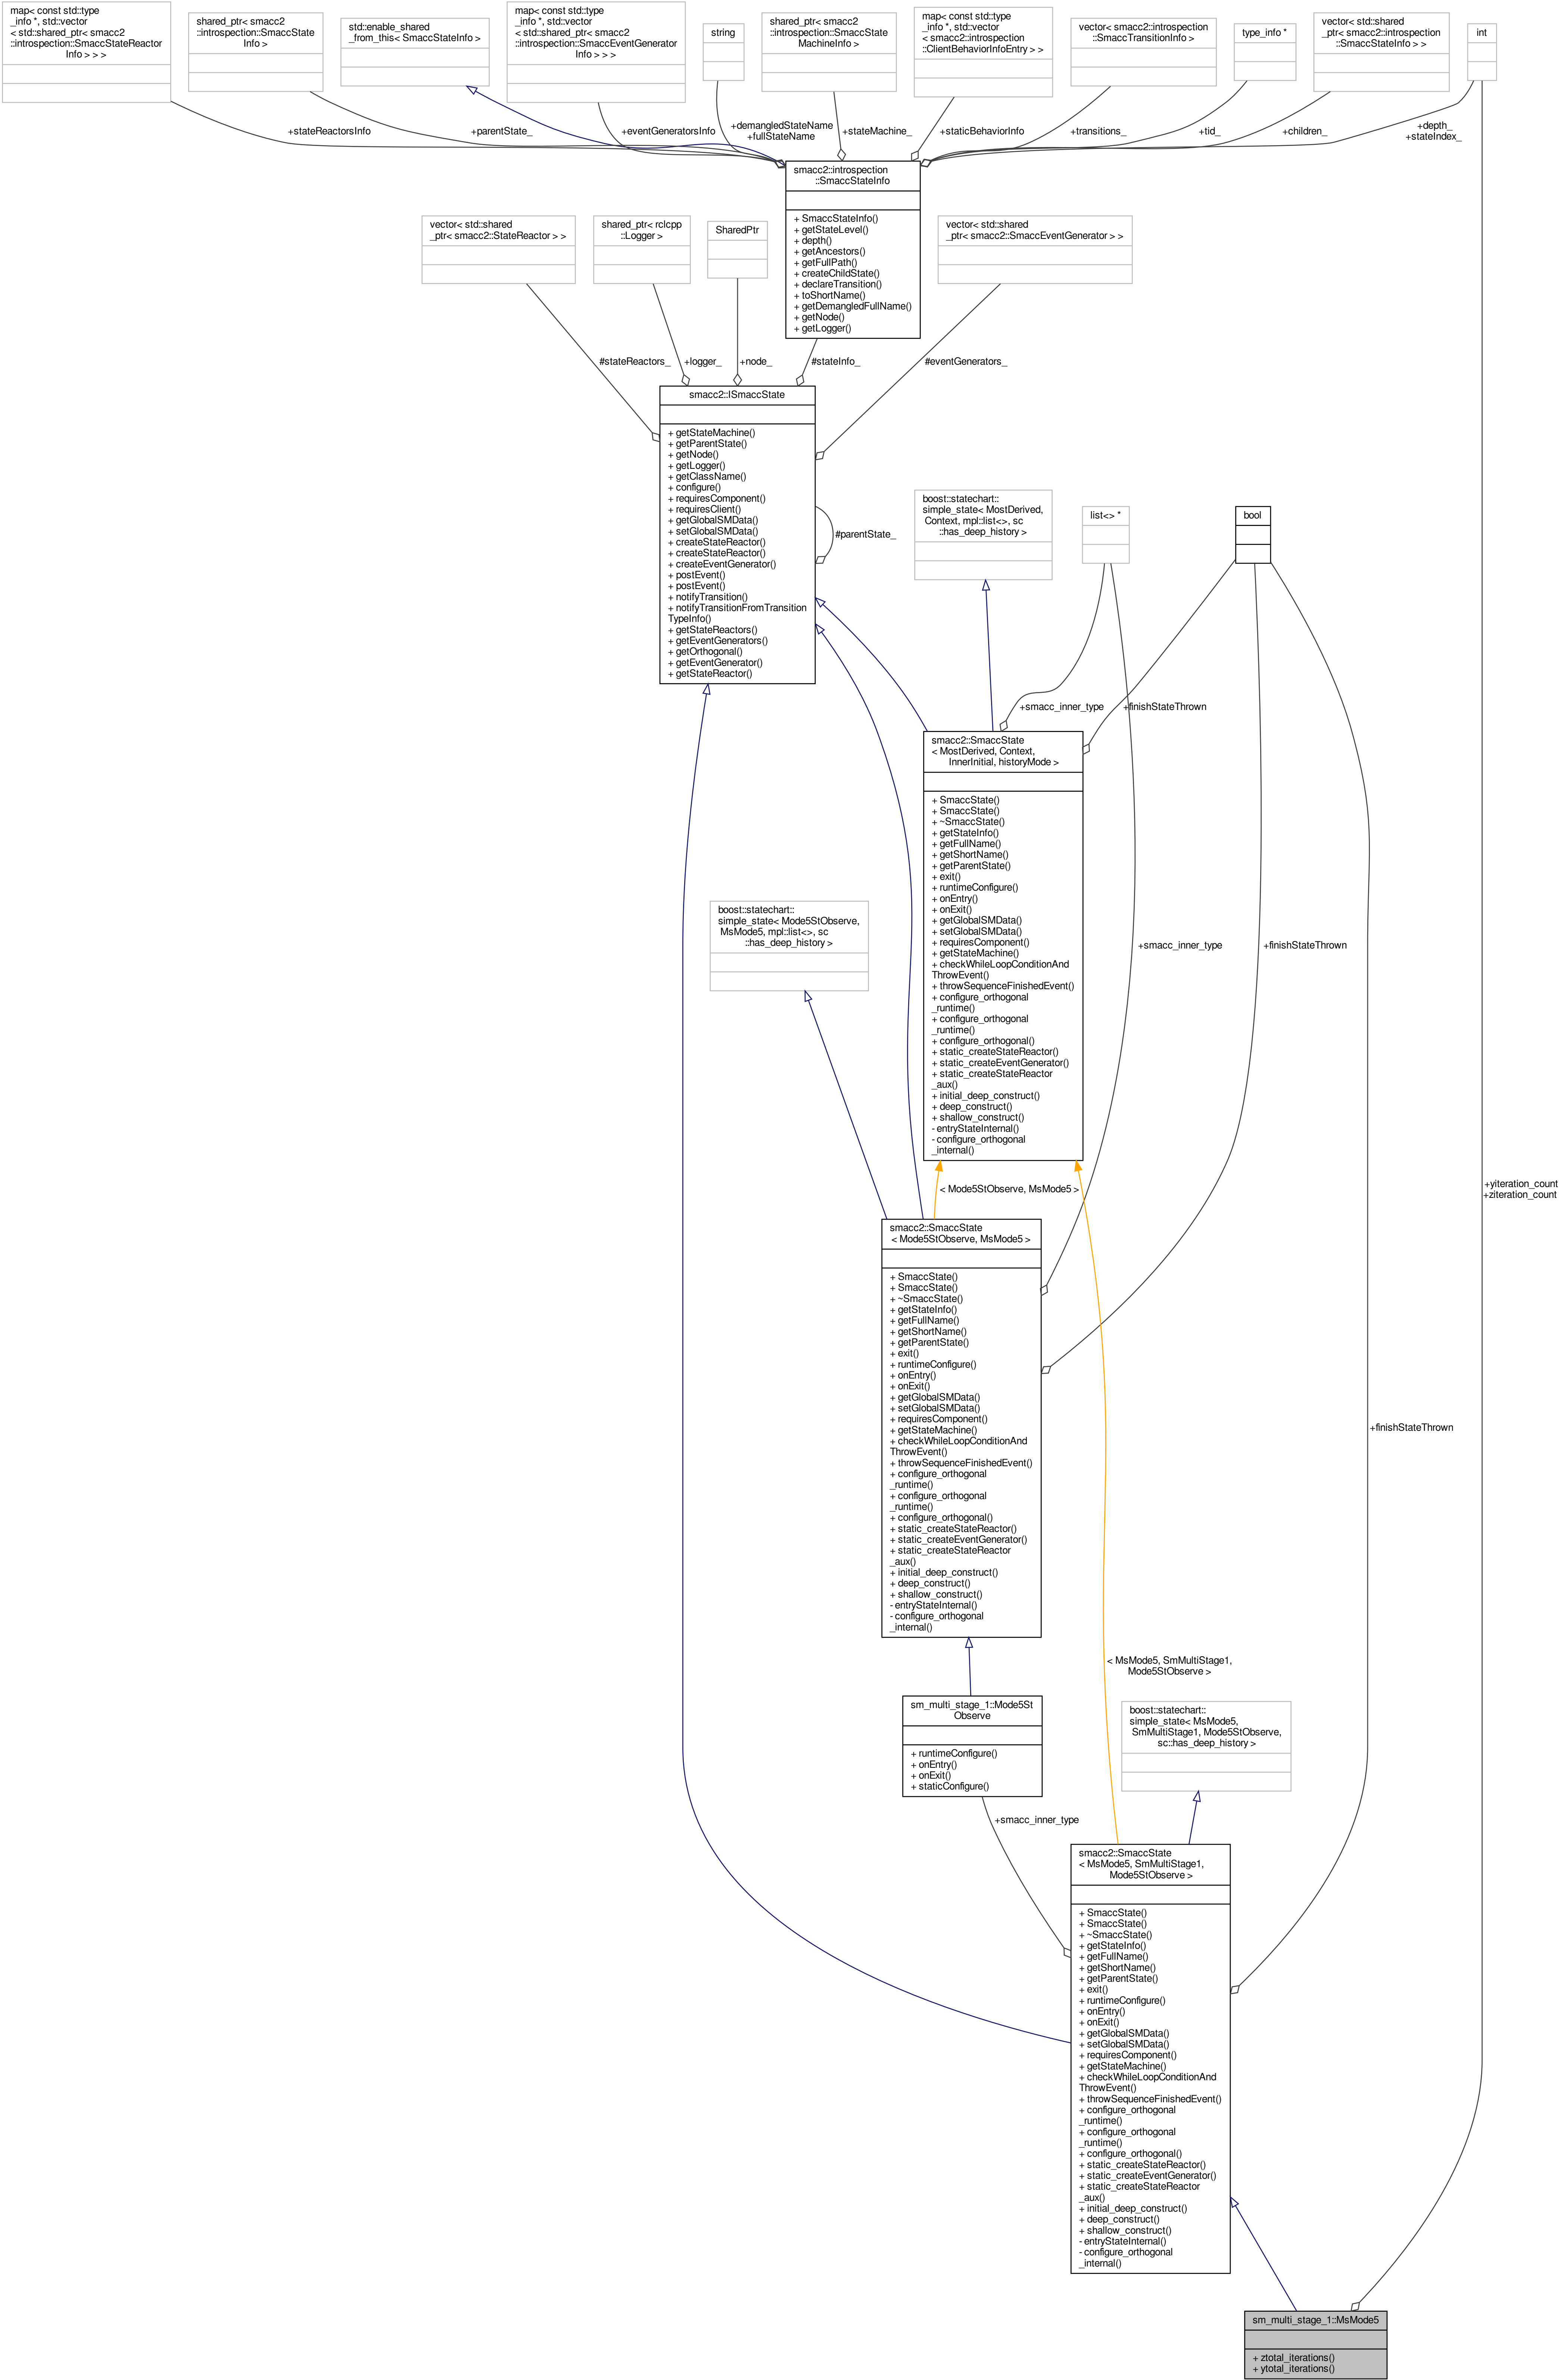 map< const std::type
_info *, std::vector
< std::shared_ptr< smacc2
::introspection::SmaccStateReactor
Info > > >
shared_ptr< smacc2
::introspection::SmaccState
Info >
std::enable_shared
_from_this< SmaccStateInfo >
map< const std::type
_info *, std::vector
< std::shared_ptr< smacc2
::introspection::SmaccEventGenerator
Info > > >
string
shared_ptr< smacc2
::introspection::SmaccState
MachineInfo >
map< const std::type
_info *, std::vector
< smacc2::introspection
::ClientBehaviorInfoEntry > >
vector< smacc2::introspection
::SmaccTransitionInfo >
type_info *
vector< std::shared
_ptr< smacc2::introspection
::SmaccStateInfo > >
int
+stateReactorsInfo
+parentState_
+eventGeneratorsInfo
+demangledStateName
+fullStateName
+stateMachine_
+staticBehaviorInfo
+transitions_
+tid_
+children_
+depth_
+stateIndex_
smacc2::introspection
::SmaccStateInfo
+ SmaccStateInfo()
+ getStateLevel()
+ depth()
+ getAncestors()
+ getFullPath()
+ createChildState()
+ declareTransition()
+ toShortName()
+ getDemangledFullName()
+ getNode()
+ getLogger()
vector< std::shared
_ptr< smacc2::StateReactor > >
shared_ptr< rclcpp
::Logger >
SharedPtr
vector< std::shared
_ptr< smacc2::SmaccEventGenerator > >
#stateReactors_
+logger_
+node_
#stateInfo_
#eventGenerators_
smacc2::ISmaccState
+ getStateMachine()
+ getParentState()
+ getNode()
+ getLogger()
+ getClassName()
+ configure()
+ requiresComponent()
+ requiresClient()
+ getGlobalSMData()
+ setGlobalSMData()
+ createStateReactor()
+ createStateReactor()
+ createEventGenerator()
+ postEvent()
+ postEvent()
+ notifyTransition()
+ notifyTransitionFromTransition
TypeInfo()
+ getStateReactors()
+ getEventGenerators()
+ getOrthogonal()
+ getEventGenerator()
+ getStateReactor()
#parentState_
boost::statechart::
simple_state< MostDerived,
Context, mpl::list<>, sc
::has_deep_history >
list<> *
bool
+smacc_inner_type
+finishStateThrown
smacc2::SmaccState
< MostDerived, Context,
InnerInitial, historyMode >
+ SmaccState()
+ SmaccState()
+ ~SmaccState()
+ getStateInfo()
+ getFullName()
+ getShortName()
+ getParentState()
+ exit()
+ runtimeConfigure()
+ onEntry()
+ onExit()
+ getGlobalSMData()
+ setGlobalSMData()
+ requiresComponent()
+ getStateMachine()
+ checkWhileLoopConditionAnd
ThrowEvent()
+ throwSequenceFinishedEvent()
+ configure_orthogonal
_runtime()
+ configure_orthogonal
_runtime()
+ configure_orthogonal()
+ static_createStateReactor()
+ static_createEventGenerator()
+ static_createStateReactor
_aux()
+ initial_deep_construct()
+ deep_construct()
+ shallow_construct()
- entryStateInternal()
- configure_orthogonal
_internal()
boost::statechart::
simple_state< Mode5StObserve,
MsMode5, mpl::list<>, sc
::has_deep_history >
+smacc_inner_type
+finishStateThrown
< Mode5StObserve, MsMode5 >
+yiteration_count
+ziteration_count
smacc2::SmaccState
< Mode5StObserve, MsMode5 >
+ SmaccState()
+ SmaccState()
+ ~SmaccState()
+ getStateInfo()
+ getFullName()
+ getShortName()
+ getParentState()
+ exit()
+ runtimeConfigure()
+ onEntry()
+ onExit()
+ getGlobalSMData()
+ setGlobalSMData()
+ requiresComponent()
+ getStateMachine()
+ checkWhileLoopConditionAnd
ThrowEvent()
+ throwSequenceFinishedEvent()
+ configure_orthogonal
_runtime()
+ configure_orthogonal
_runtime()
+ configure_orthogonal()
+ static_createStateReactor()
+ static_createEventGenerator()
+ static_createStateReactor
_aux()
+ initial_deep_construct()
+ deep_construct()
+ shallow_construct()
- entryStateInternal()
- configure_orthogonal
_internal()
+finishStateThrown
< MsMode5, SmMultiStage1,
Mode5StObserve >
sm_multi_stage_1::Mode5St
Observe
+ runtimeConfigure()
+ onEntry()
+ onExit()
+ staticConfigure()
boost::statechart::
simple_state< MsMode5,
SmMultiStage1, Mode5StObserve,
sc::has_deep_history >
+smacc_inner_type
smacc2::SmaccState
< MsMode5, SmMultiStage1,
Mode5StObserve >
+ SmaccState()
+ SmaccState()
+ ~SmaccState()
+ getStateInfo()
+ getFullName()
+ getShortName()
+ getParentState()
+ exit()
+ runtimeConfigure()
+ onEntry()
+ onExit()
+ getGlobalSMData()
+ setGlobalSMData()
+ requiresComponent()
+ getStateMachine()
+ checkWhileLoopConditionAnd
ThrowEvent()
+ throwSequenceFinishedEvent()
+ configure_orthogonal
_runtime()
+ configure_orthogonal
_runtime()
+ configure_orthogonal()
+ static_createStateReactor()
+ static_createEventGenerator()
+ static_createStateReactor
_aux()
+ initial_deep_construct()
+ deep_construct()
+ shallow_construct()
- entryStateInternal()
- configure_orthogonal
_internal()
sm_multi_stage_1::MsMode5
+ ztotal_iterations()
+ ytotal_iterations()